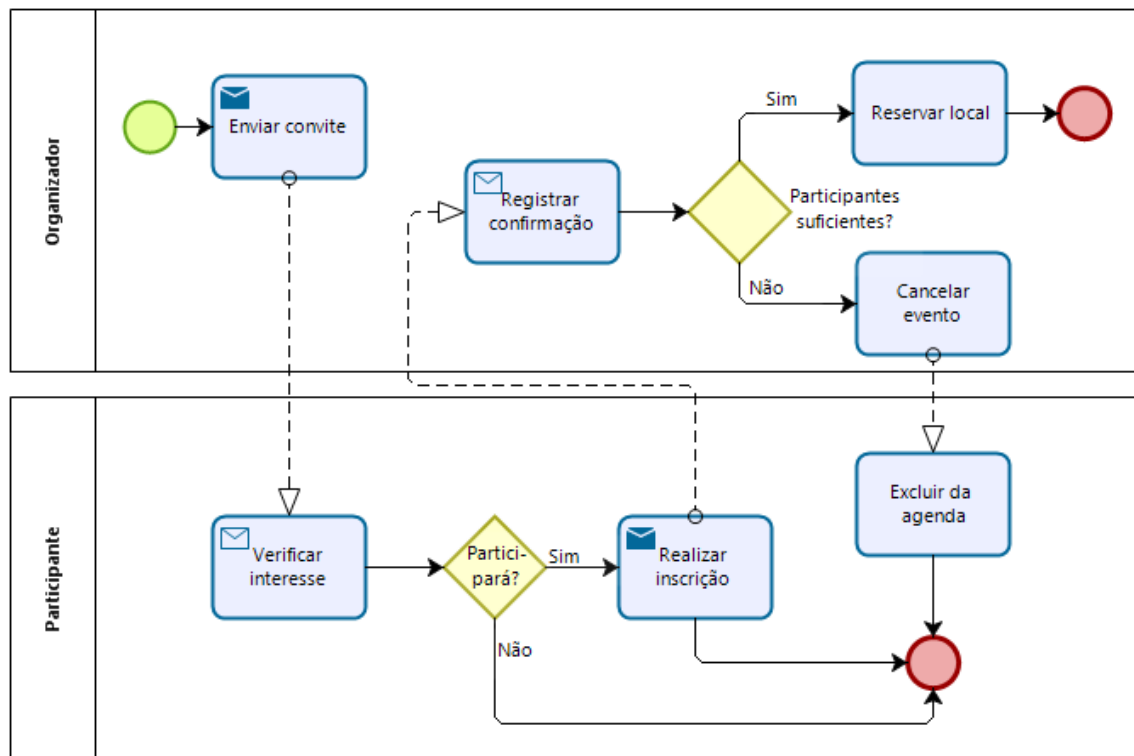 Organizador
Enviar convite
Registrar
confirmação
Participantes
suficientes?
Sim
Reservar local
Não
Cancelar
evento
Participante
Verificar
interesse
Partici-
pará?
Sim
Realizar
inscrição
Não
Excluir da
agenda